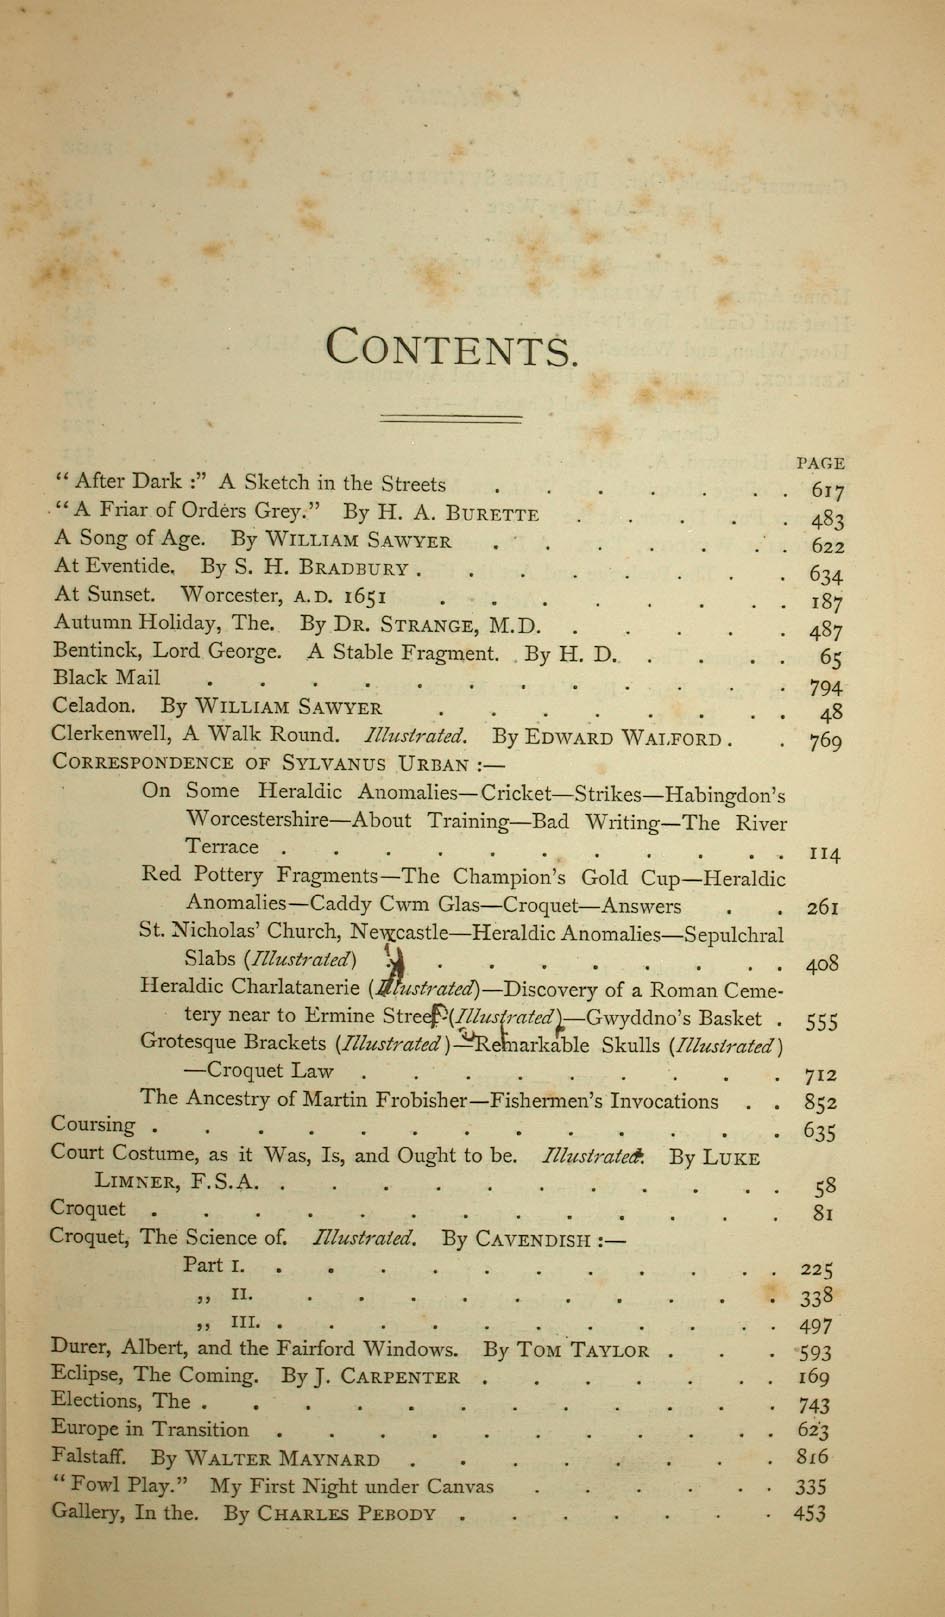 CONTENTS.
PAGE
“After Dark :” A Sketch in the Streets . . . . . . . 617
“A Friar of Orders Grey.” By H. A. BURETTE . . . . . 483
A Song of Age. By WILLIAM SAWYER . . . . . . . 622
At Eventide. By S. H. BRADBURY . . . . . . . . 634
At Sunset. Worcester, A.D. 1651 . . . . . . . . 187
Autumn Holiday, The. By DR. STRANGE, M.D. . . . . . 487
Bentinck, Lord George. A Stable Fragment. By H. D. . . . . 65
Black Mail . . . . . . . . . . . . 794
Celadon. By WILLIAM SAWYER . . . . . . . . 48
Clerkenwell, A Walk Round. Illustrated. By EDWARD WALFORD . . 769
CORRESPONDENCE OF SYLVANUS URBAN :—
On Some Heraldic Anomalies—Cricket—Strikes—Habingdon’s
Worcestershire—About Training—Bad Writing—The River
Terrace . . . . . . . . . . . 114
Red Pottery Fragments—The Champion’s Gold Cup—Heraldic
Anomalies—Caddy Cwm Glas—Croquet—Answers . . 261
St. Nicholas’ Church, Newcastle—Heraldic Anomalies—Sepulchral
Slabs (Illustrated) . . . . . . . . 408
Heraldic Charlatanerie (Illustrated)—Discovery of a Roman Ceme-
tery near to Ermine Street (Illustrated)—Gwyddno’s Basket . 555
Grotesque Brackets (Illustrated)—Remarkable Skulls (Illustrated)
—Croquet Law . . . . . . . . . 712
The Ancestry of Martin Frobisher—Fishermen’s Invocations . . 852
Coursing . . . . . . . . . . . . . 635
Court Costume, as it Was, Is, and Ought to be. Illustrated. By LUKE
LIMNER, F.S.A. . . . . . . . . . . . 58
Croquet . . . . . . . . . . . . . 81
Croquet, The Science of. Illustrated. By CAVENDISH :—
Part I. . . . . . . . . . . . 225
„ II. . . . . . . . . . . 338
„ III. . . . . . . . . . . . 497
Durer, Albert, and the Fairford Windows. By TOM TAYLOR . . . 593
Eclipse, The Coming. By J. CARPENTER . . . . . . . 169
Elections, The . . . . . . . . . . . . 743
Europe in Transition . . . . . . . . . . . 623
Falstaff. By WALTER MAYNARD . . . . . . . . 816
“Fowl Play.” My First Night under Canvas . . . . . . 335
Gallery, In the. By CHARLES PEBODY . . . . . . . 453